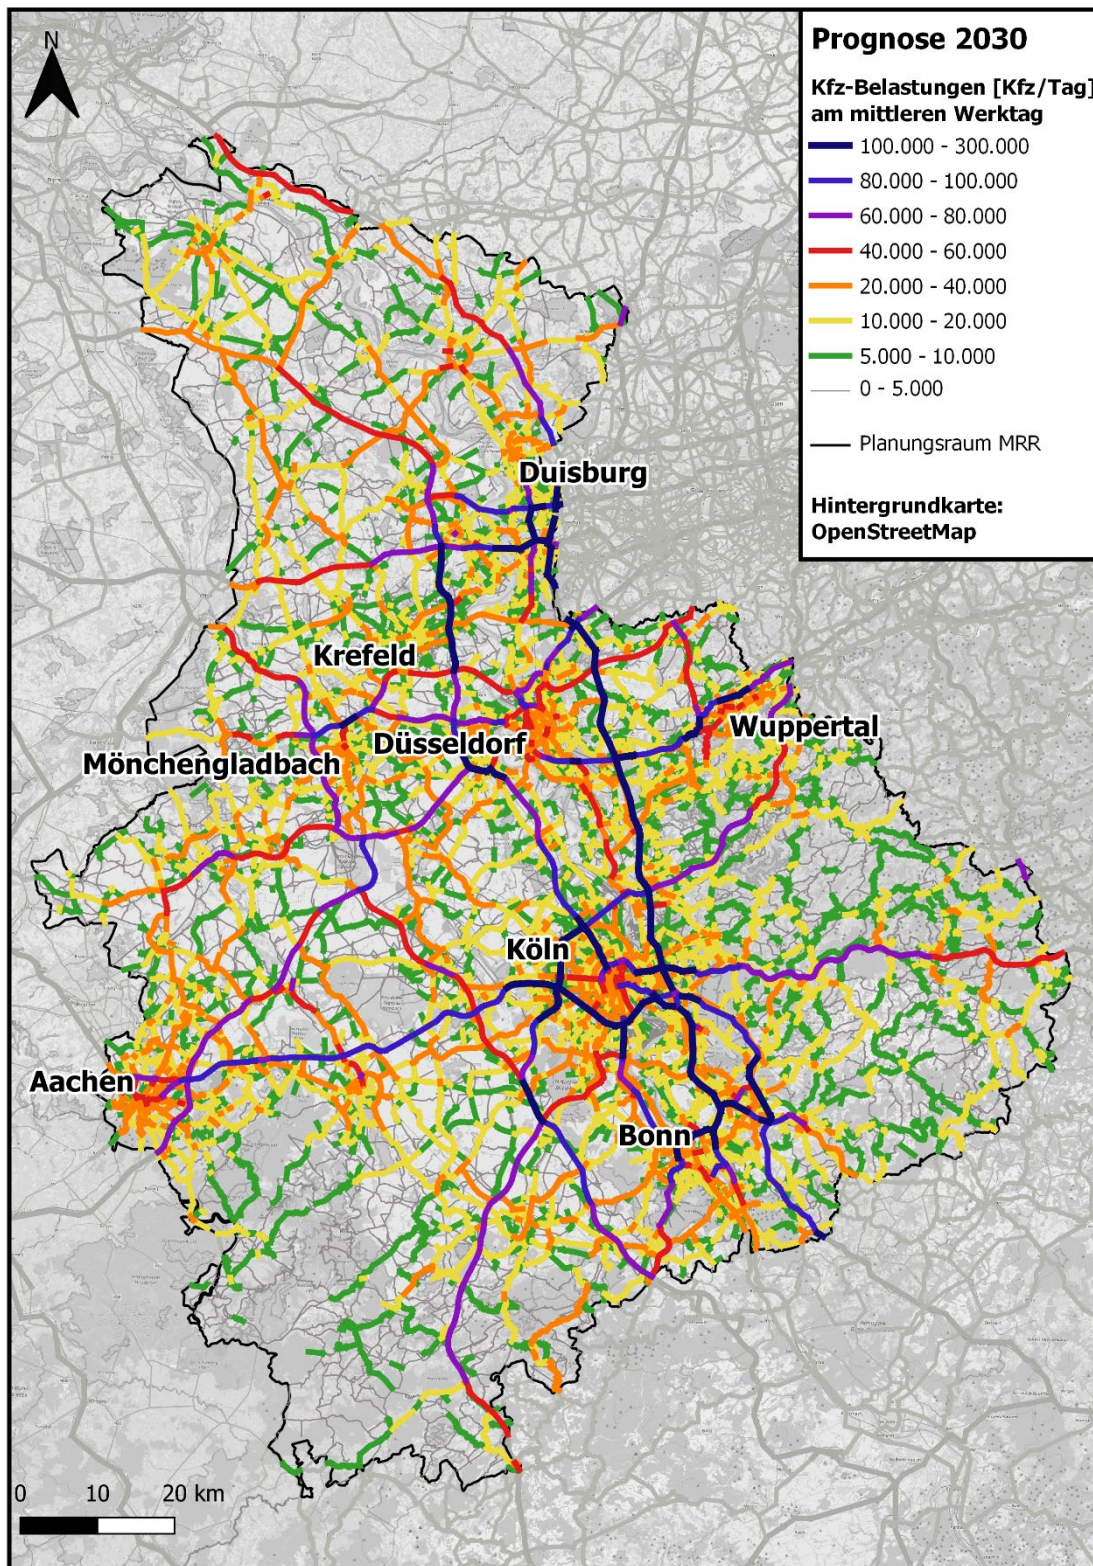 N
Prognose 2030
Kfz-Belastungen [Kfz/Tag]
am mittleren Werktag
100.000 - 300.000
80.000 - 100.000
60.000 - 80.000
40.000 - 60.000
20.000 - 40.000
10.000 - 20.000
5.000 - 10.000
0 - 5.000
Planungsraum MRR
Hintergrundkarte:
OpenStreetMap
Duisburg
Krefeld
Wuppertal
Düsseldorf
Mönchengladbach
Köln
Aachen
Bonn
0 10 20 km